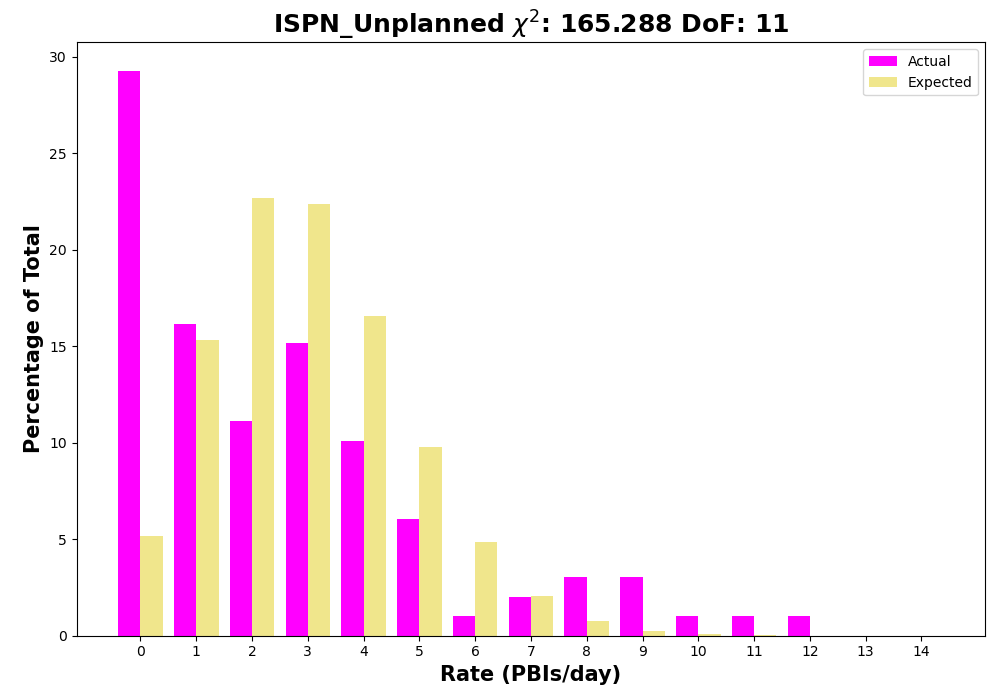 ISPN_Unplanned χ²: 165.288 DoF: 11
Actual
Expected
Percentage of Total
30
25
20
15
10
5
0
0 1 2 3 4 5 6 7 8 9 10 11 12 13 14
Rate (PBIs/day)